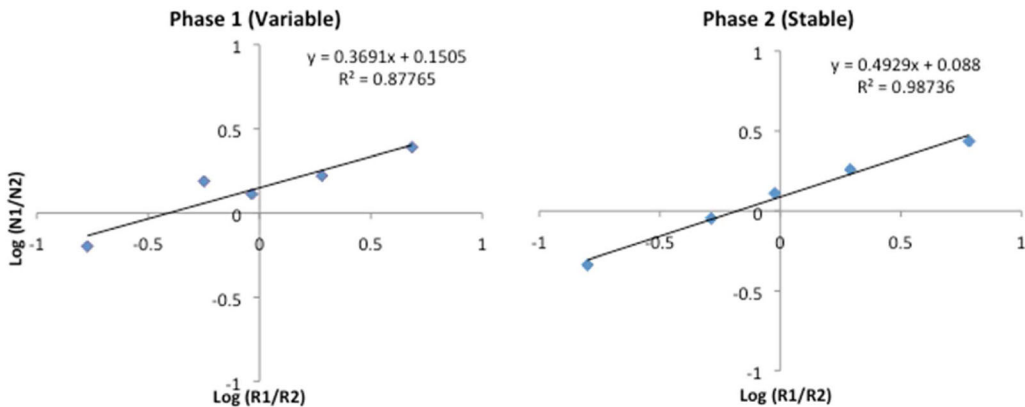 Phase 1 (Variable)
y = 0.3691x + 0.1505
R² = 0.87765
1
0.5
0
-0.5
-1
-1
-0.5
0
0.5
1
Log (N1/N2)
Log (R1/R2)
Phase 2 (Stable)
y = 0.4929x + 0.088
R² = 0.98736
1
0.5
0
-0.5
-1
-1
-0.5
0
0.5
1
Log (R1/R2)